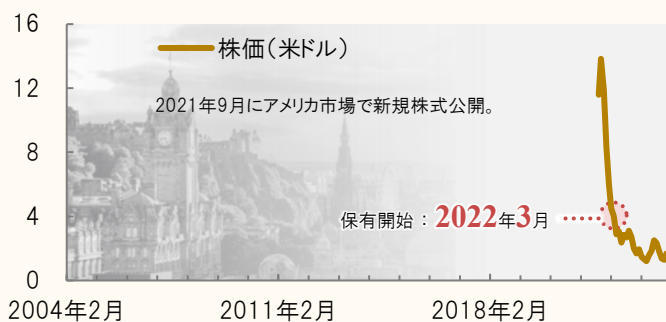 16
株価（米ドル）
12
2021年9月にアメリカ市場で新規株式公開。
8
4
保有開始：2022年3月
0
2004年2月 2011年2月 2018年2月